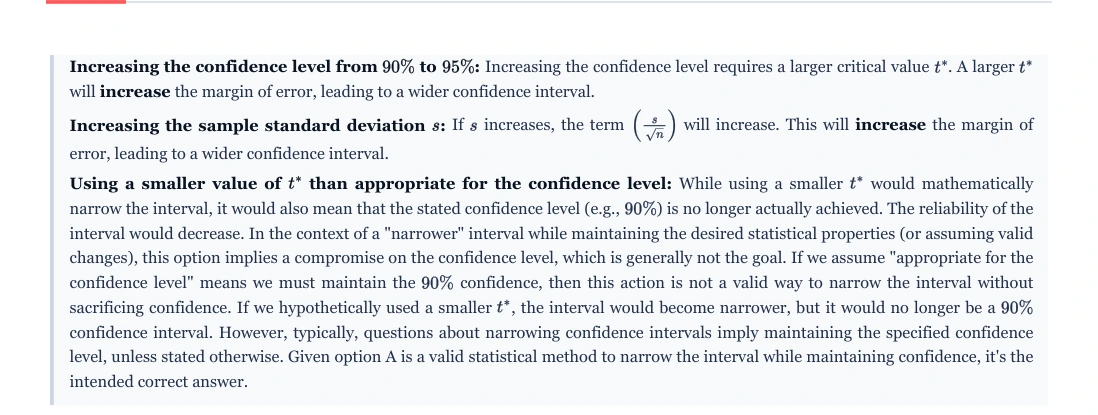 Increasing the confidence level from 90% to 95%: Increasing the confidence level requires a larger critical value t*. A larger t*
will increase the margin of error, leading to a wider confidence interval.
Increasing the sample standard deviation s: If s increases, the term (s/√n) will increase. This will increase the margin of
error, leading to a wider confidence interval.
Using a smaller value of t* than appropriate for the confidence level: While using a smaller t* would mathematically
narrow the interval, it would also mean that the stated confidence level (e.g., 90%) is no longer actually achieved. The reliability of the
interval would decrease. In the context of a "narrower" interval while maintaining the desired statistical properties (or assuming valid
changes), this option implies a compromise on the confidence level, which is generally not the goal. If we assume "appropriate for the
confidence level" means we must maintain the 90% confidence, then this action is not a valid way to narrow the interval without
sacrificing confidence. If we hypothetically used a smaller t*, the interval would become narrower, but it would no longer be a 90%
confidence interval. However, typically, questions about narrowing confidence intervals imply maintaining the specified confidence
level, unless stated otherwise. Given option A is a valid statistical method to narrow the interval while maintaining confidence, it's the
intended correct answer.